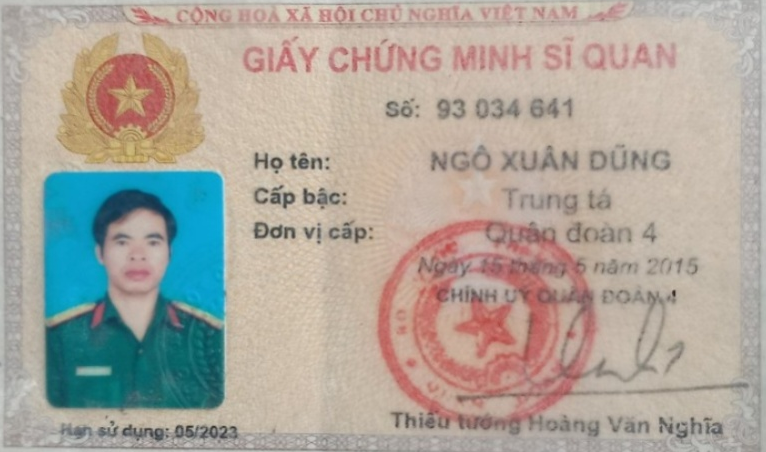 CỘNG HOÀ XÃ HỘI CHỦ NGHĨA VIỆT NAM
GIẤY CHỨNG MINH SĨ QUAN
Số: 93 034 641
Họ tên: NGÔ XUÂN DŨNG
Cấp bậc: Trung tá
Đơn vị cấp: Quân đoàn 4
Ngày 15 tháng 5 năm 2015
CHÍNH UỶ QUÂN ĐOÀN 4
Thiếu tướng Hoàng Văn Nghĩa
Hạn sử dụng: 05/2023